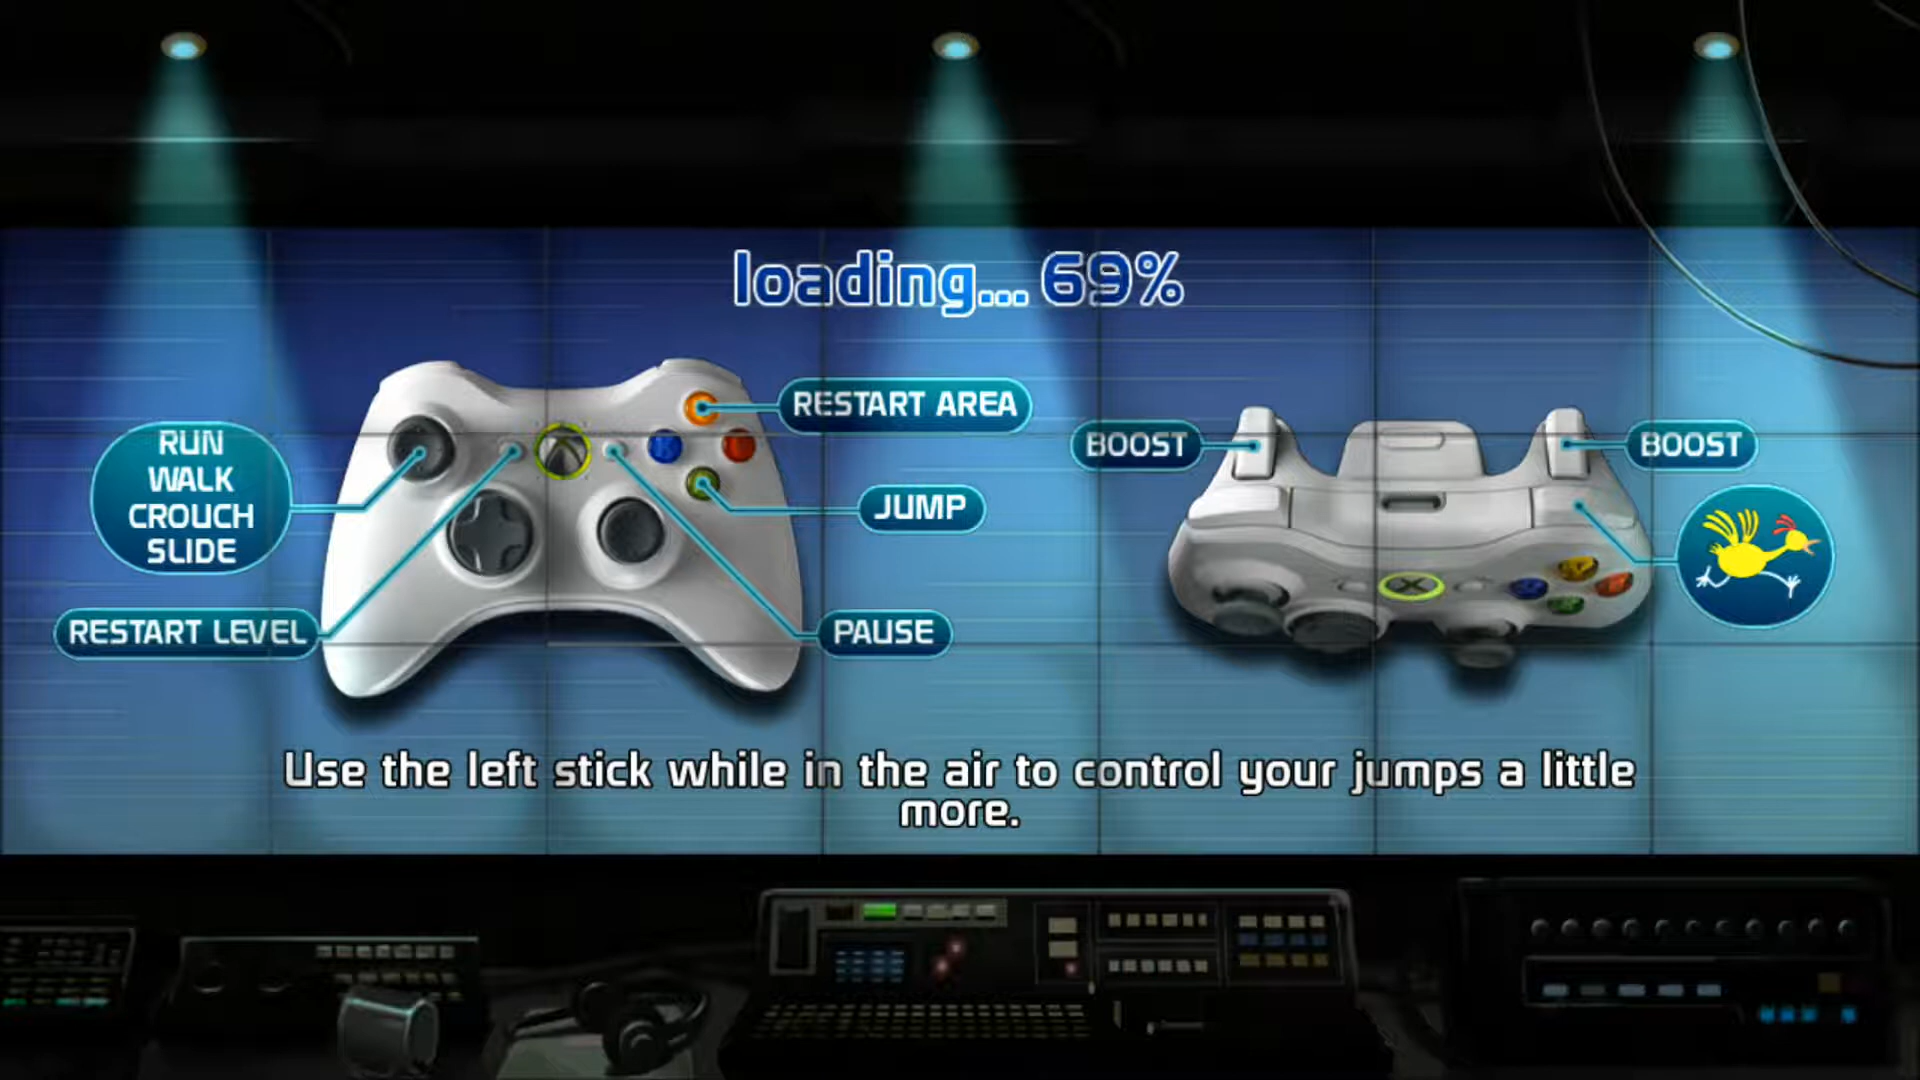 loading... 69%
RESTART AREA
RUN
WALK
CROUCH
SLIDE
BOOST
BOOST
JUMP
RESTART LEVEL
PAUSE
Use the left stick while in the air to control your jumps a little
more.